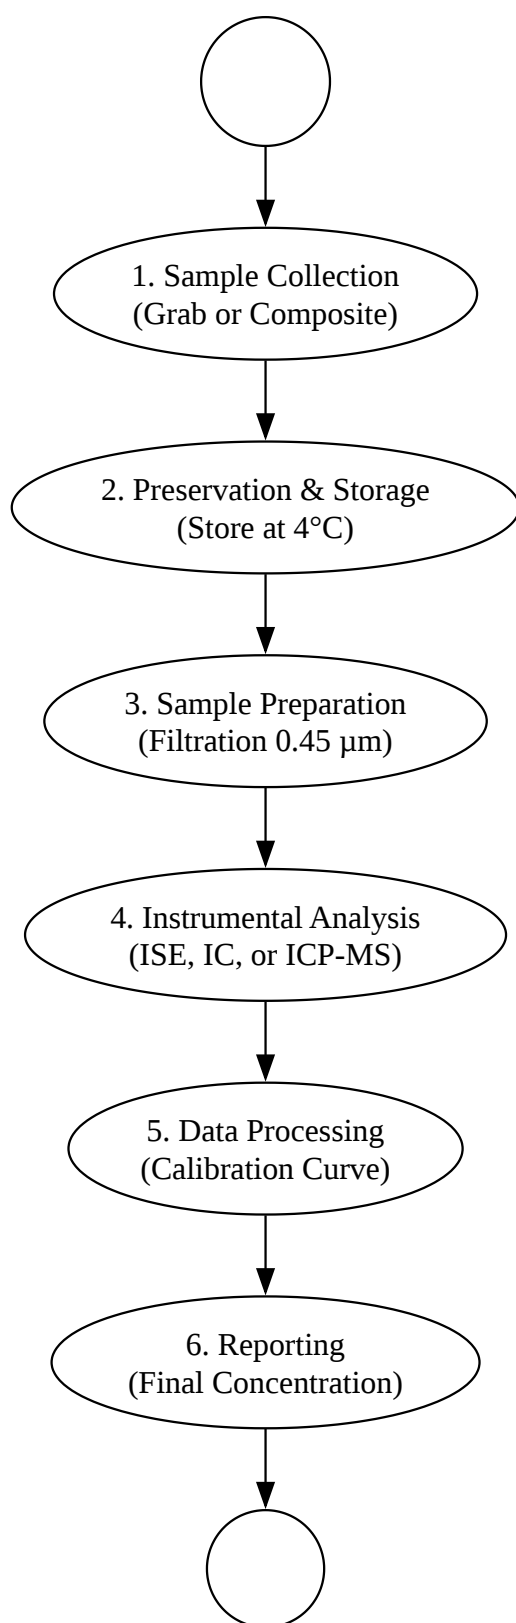 1. Sample Collection
(Grab or Composite)
2. Preservation & Storage
(Store at 4°C)
3. Sample Preparation
(Filtration 0.45 µm)
4. Instrumental Analysis
(ISE, IC, or ICP-MS)
5. Data Processing
(Calibration Curve)
6. Reporting
(Final Concentration)